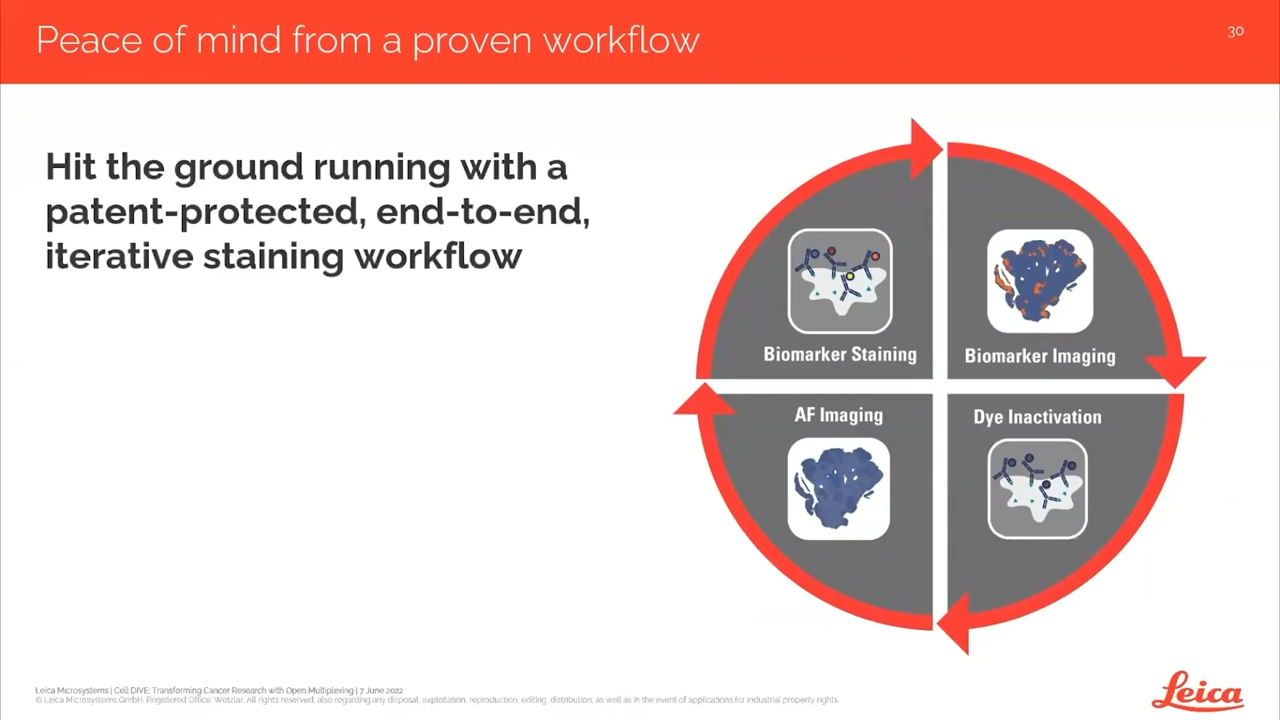 Peace of mind from a proven workflow
30
Hit the ground running with a
patent-protected, end-to-end,
iterative staining workflow
Biomarker Staining
Biomarker Imaging
AF Imaging
Dye Inactivation
Leica Microsystems | Cell DIVE: Transforming Cancer Research with Open Multiplexing | 7 June 2022
© Leica Microsystems GmbH. Registered Office: Wetzlar. All rights reserved, also regarding any disposal, exploitation, reproduction, editing, distribution, as well as in the event of applications for industrial property rights.
Leica